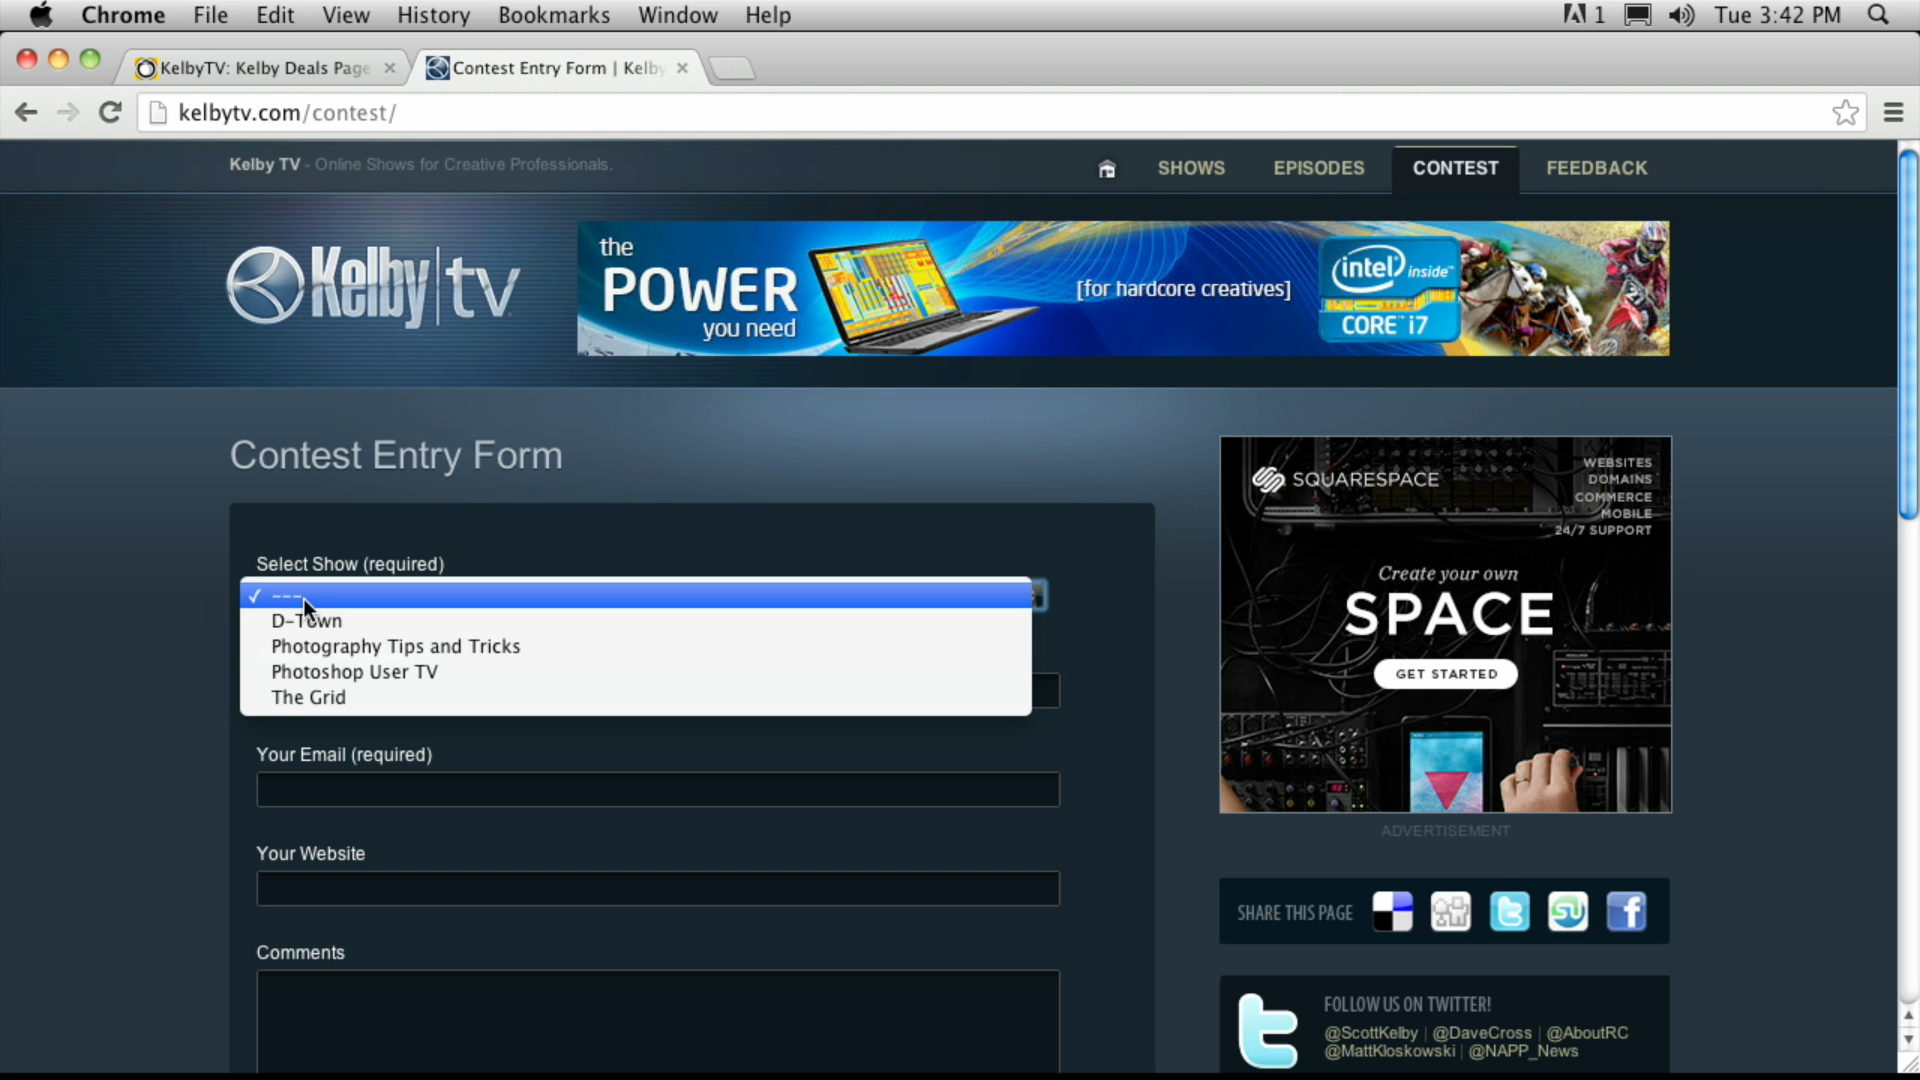 Chrome File Edit View History Bookmarks Window Help 1 Tue 3:42 PM
KelbyTV: Kelby Deals Page Contest Entry Form | Kelby
kelbytv.com/contest/
Kelby TV - Online Shows for Creative Professionals.
SHOWS EPISODES CONTEST FEEDBACK
Kelby tv
the
POWER
you need
[for hardcore creatives]
intel inside™
CORE™ i7
Contest Entry Form
Select Show (required)
✓ ---
D-Town
Photography Tips and Tricks
Photoshop User TV
The Grid
Your Email (required)
Your Website
Comments
SQUARESPACE
WEBSITES
DOMAINS
COMMERCE
MOBILE
24/7 SUPPORT
Create your own
SPACE
GET STARTED
ADVERTISEMENT
SHARE THIS PAGE
FOLLOW US ON TWITTER!
@ScottKelby | @DaveCross | @AboutRC
@MattKloskowski | @NAPP_News